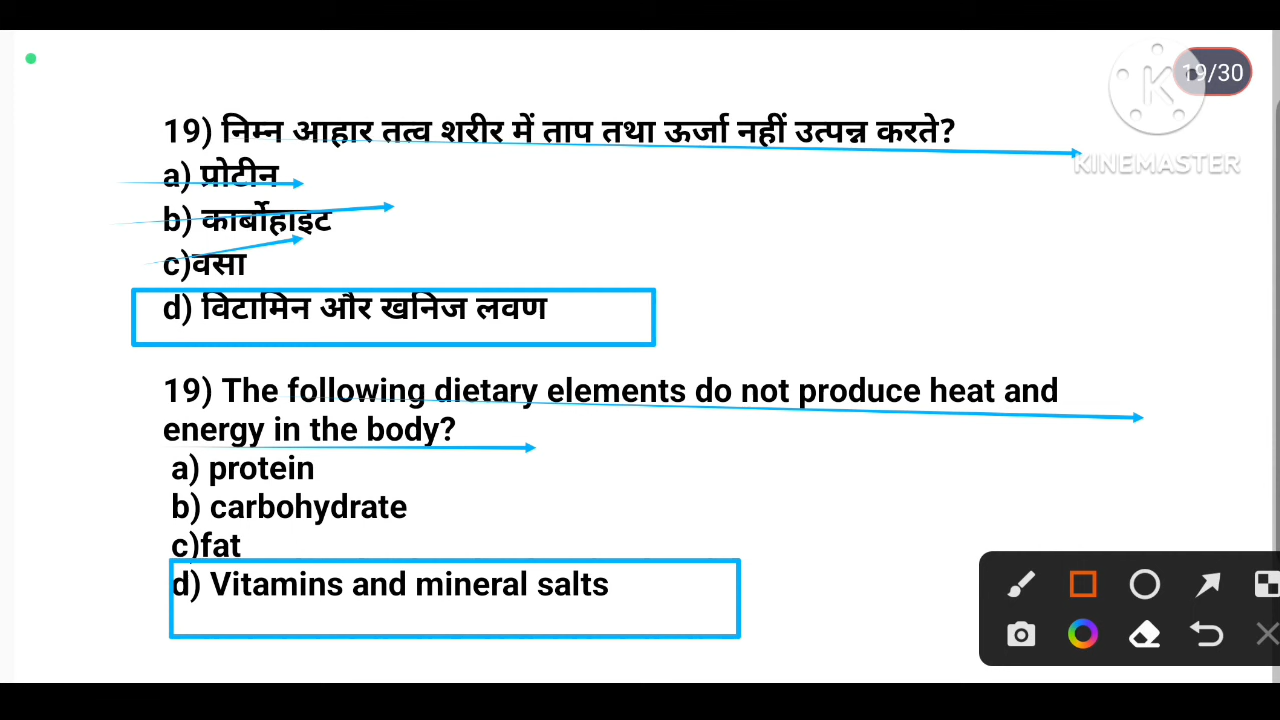 19/30
KINEMASTER
19) निम्न आहार तत्व शरीर में ताप तथा ऊर्जा नहीं उत्पन्न करते?
a) प्रोटीन
b) कार्बोहाइट
c)वसा
d) विटामिन और खनिज लवण
19) The following dietary elements do not produce heat and
energy in the body?
a) protein
b) carbohydrate
c)fat
d) Vitamins and mineral salts